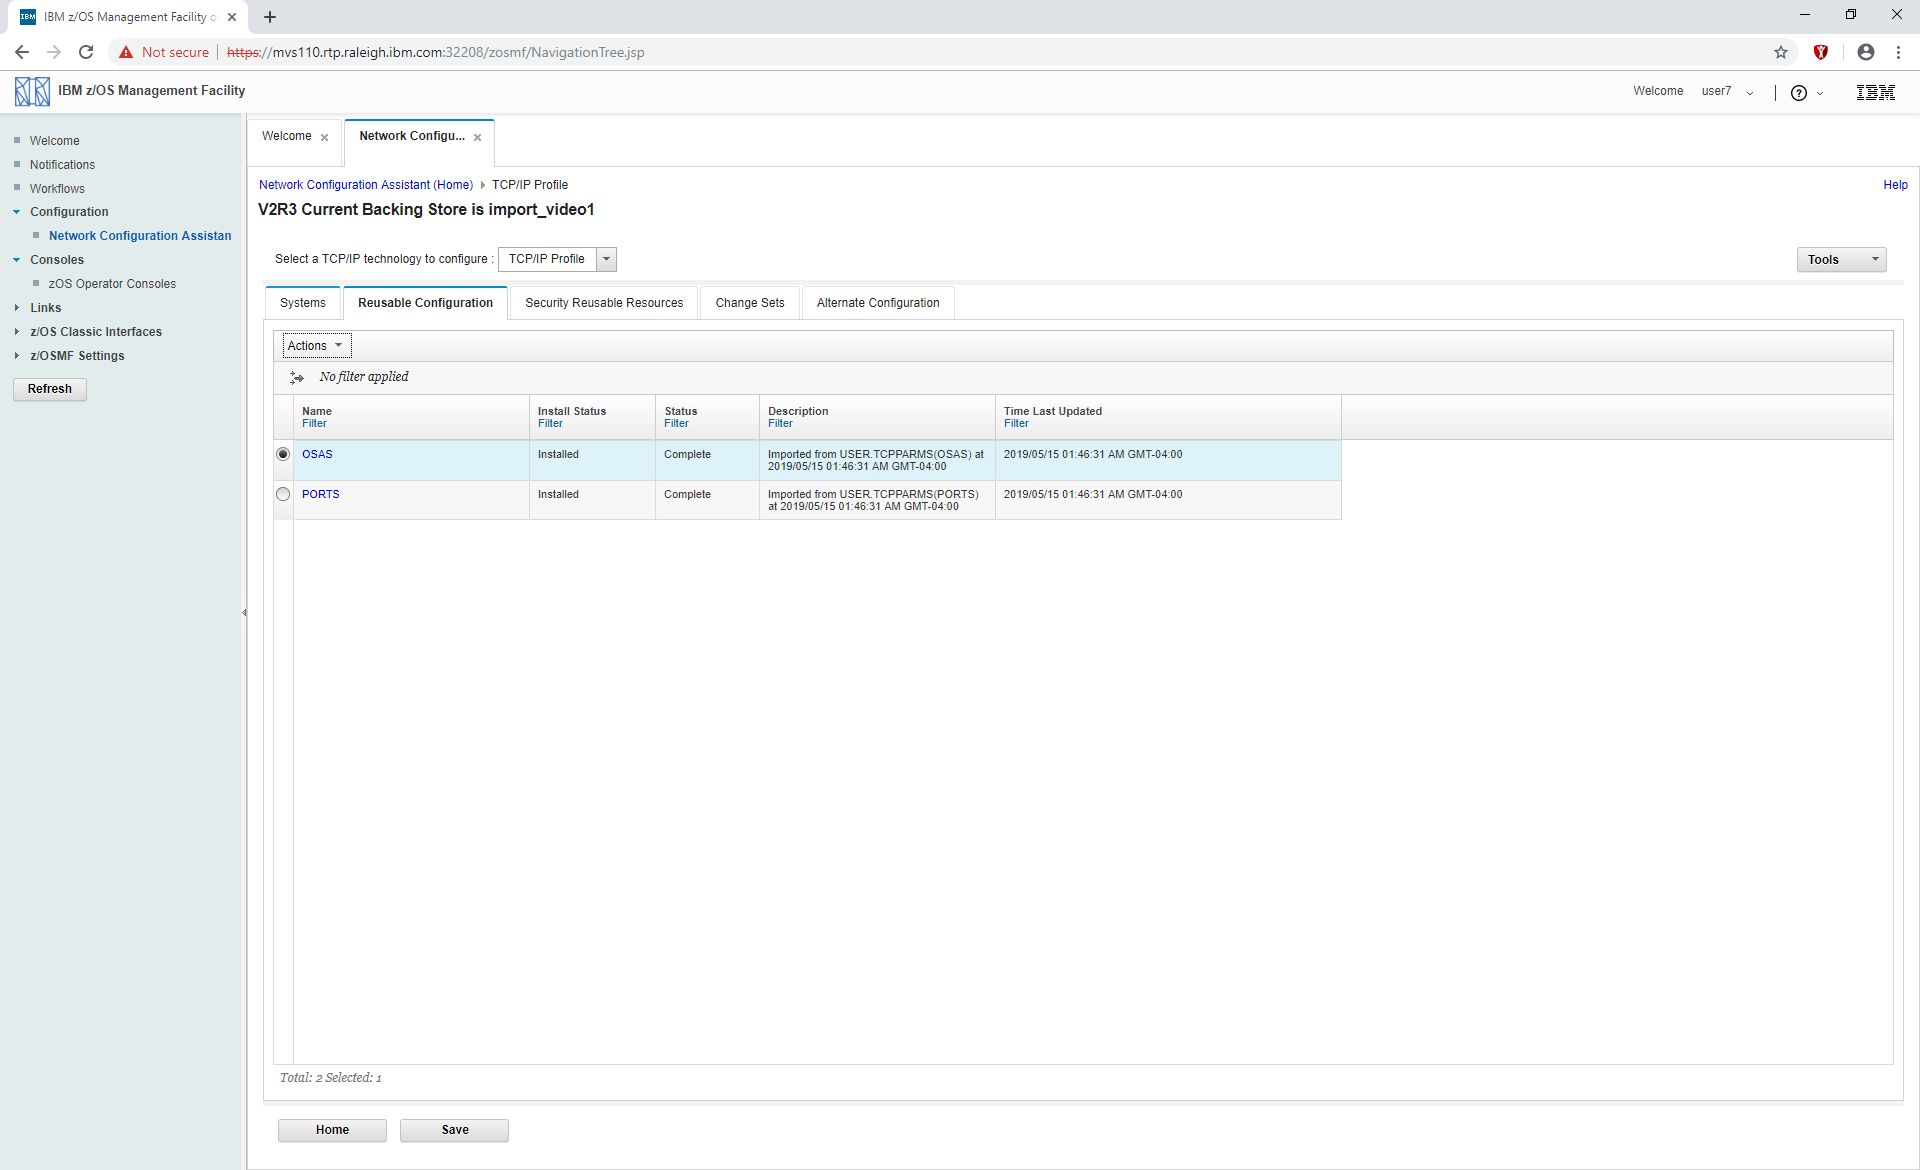 IBM z/OS Management Facility o
Not secure
https://mvs110.rtp.raleigh.ibm.com:32208/zosmf/NavigationTree.jsp
IBM z/OS Management Facility
Welcome user7
IBM
Welcome
Notifications
Workflows
Configuration
Network Configuration Assistan
Consoles
zOS Operator Consoles
Links
z/OS Classic Interfaces
z/OSMF Settings
Refresh
Welcome
Network Configu...
Network Configuration Assistant (Home) TCP/IP Profile
Help
V2R3 Current Backing Store is import_video1
Select a TCP/IP technology to configure : TCP/IP Profile
Tools
Systems
Reusable Configuration
Security Reusable Resources
Change Sets
Alternate Configuration
Actions
No filter applied
Name Install Status Status Description Time Last Updated
Filter Filter Filter Filter Filter
OSAS Installed Complete Imported from USER.TCPPARMS(OSAS) at 2019/05/15 01:46:31 AM GMT-04:00
2019/05/15 01:46:31 AM GMT-04:00
PORTS Installed Complete Imported from USER.TCPPARMS(PORTS) 2019/05/15 01:46:31 AM GMT-04:00
at 2019/05/15 01:46:31 AM GMT-04:00
Total: 2 Selected: 1
Home
Save